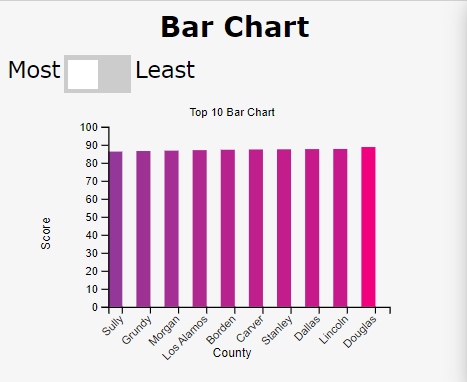 Bar Chart
Most Least
Top 10 Bar Chart
100
90
80
70
60
50
40
30
20
10
0
Score
Sully
Grundy
Morgan
Los Alamos
Borden
Carver
Stanley
Dallas
Lincoln
Douglas
County